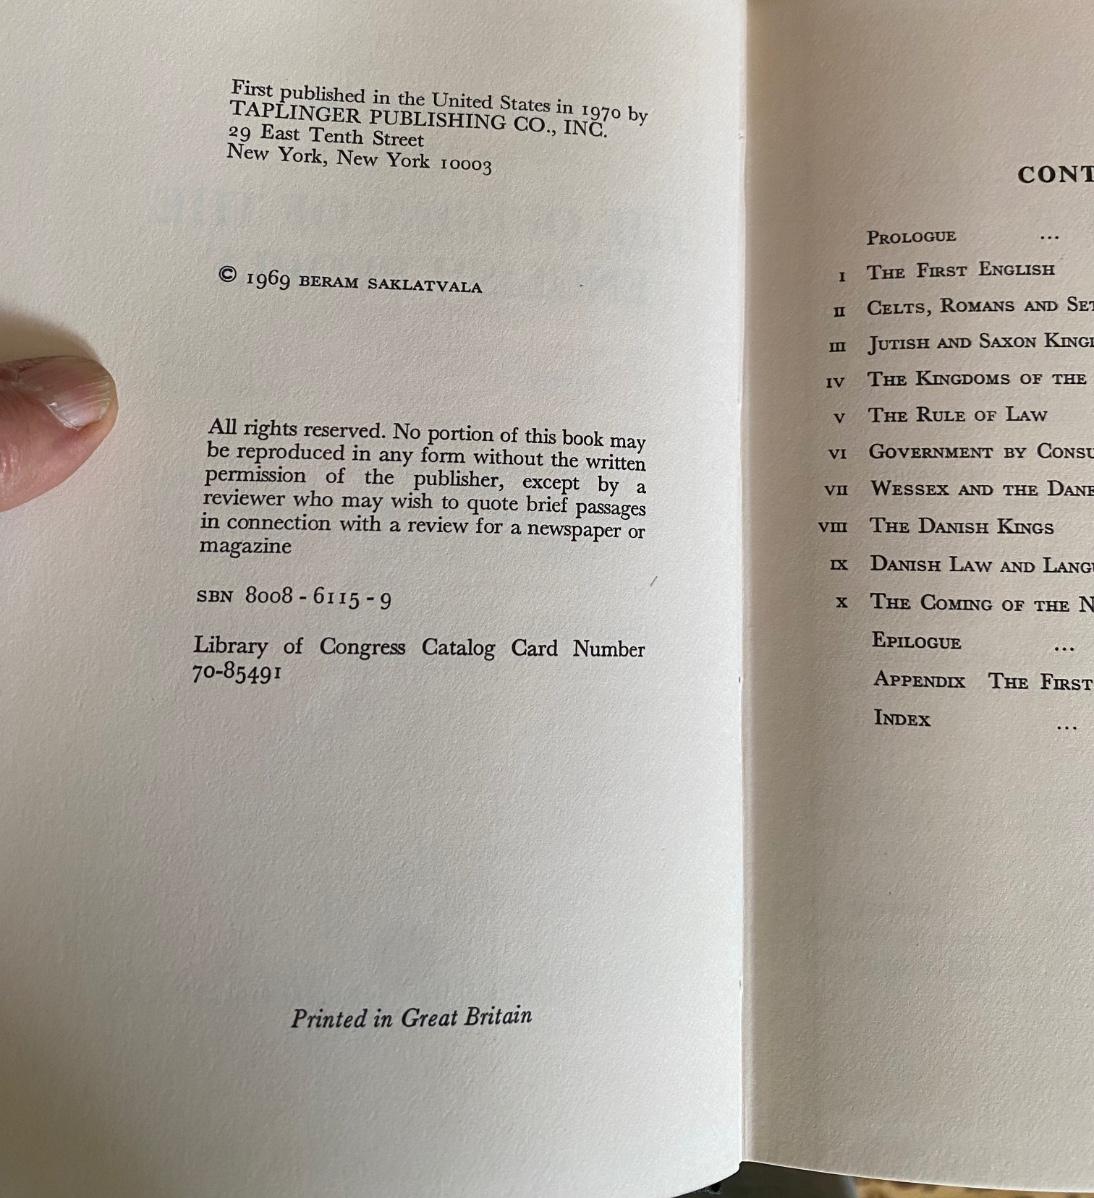 First published in the United States in 1970 by
TAPLINGER PUBLISHING CO., INC.
29 East Tenth Street
New York, New York 10003
© 1969 BERAM SAKLATVALA
All rights reserved. No portion of this book may
be reproduced in any form without the written
permission of the publisher, except by a
reviewer who may wish to quote brief passages
in connection with a review for a newspaper or
magazine
SBN 8008 - 6115 - 9
Library of Congress Catalog Card Number
70-85491
Printed in Great Britain
CONT
PROLOGUE ...
I THE FIRST ENGLISH
II CELTS, ROMANS AND SET
III JUTISH AND SAXON KING
IV THE KINGDOMS OF THE
V THE RULE OF LAW
VI GOVERNMENT BY CONSU
VII WESSEX AND THE DANE
VIII THE DANISH KINGS
IX DANISH LAW AND LANGU
X THE COMING OF THE N
EPILOGUE ...
APPENDIX THE FIRST
INDEX ...